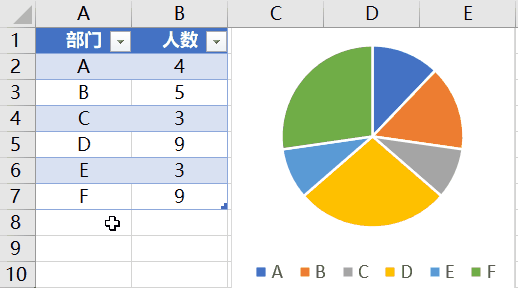 A B C D E
1 部门 人数
2 A 4
3 B 5
4 C 3
5 D 9
6 E 3
7 F 9
8
9
10
A B C D E F